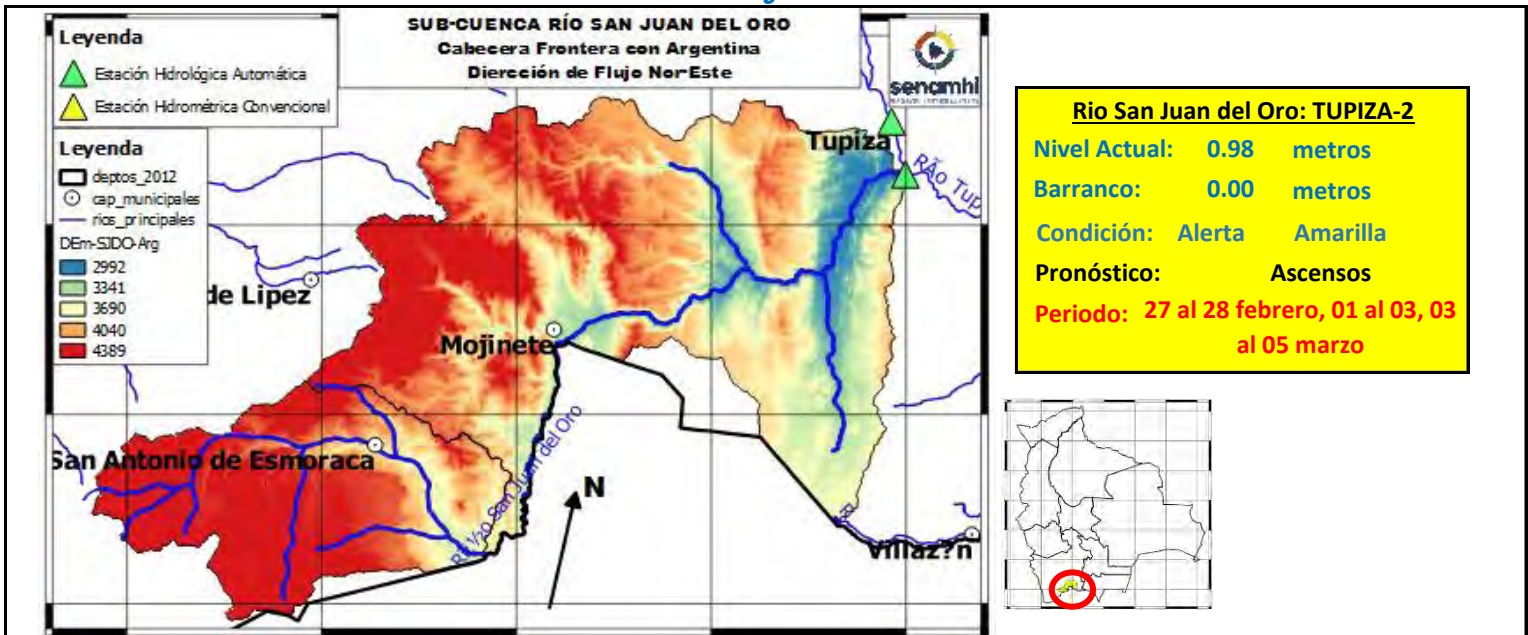 SUB-CUENCA RÍO SAN JUAN DEL ORO
Cabecera Frontera con Argentina
Diercción de Flujo Nor-Este
Leyenda
Estación Hidrológica Automática
Estación Hidrométrica Convencional
Leyenda
deptos_2012
cap_municipales
rios_principales
DEm-SJDO-Arg
2992
3341
3690
4040
4389
senamhi
Tupiza
RÃo Tup
de Lipez
Mojinete
San Antonio de Esmoraca
San Juan del Oro
N
Villaz?n
Rio San Juan del Oro: TUPIZA-2
Nivel Actual: 0.98 metros
Barranco: 0.00 metros
Condición: Alerta Amarilla
Pronóstico: Ascensos
Periodo: 27 al 28 febrero, 01 al 03, 03
al 05 marzo